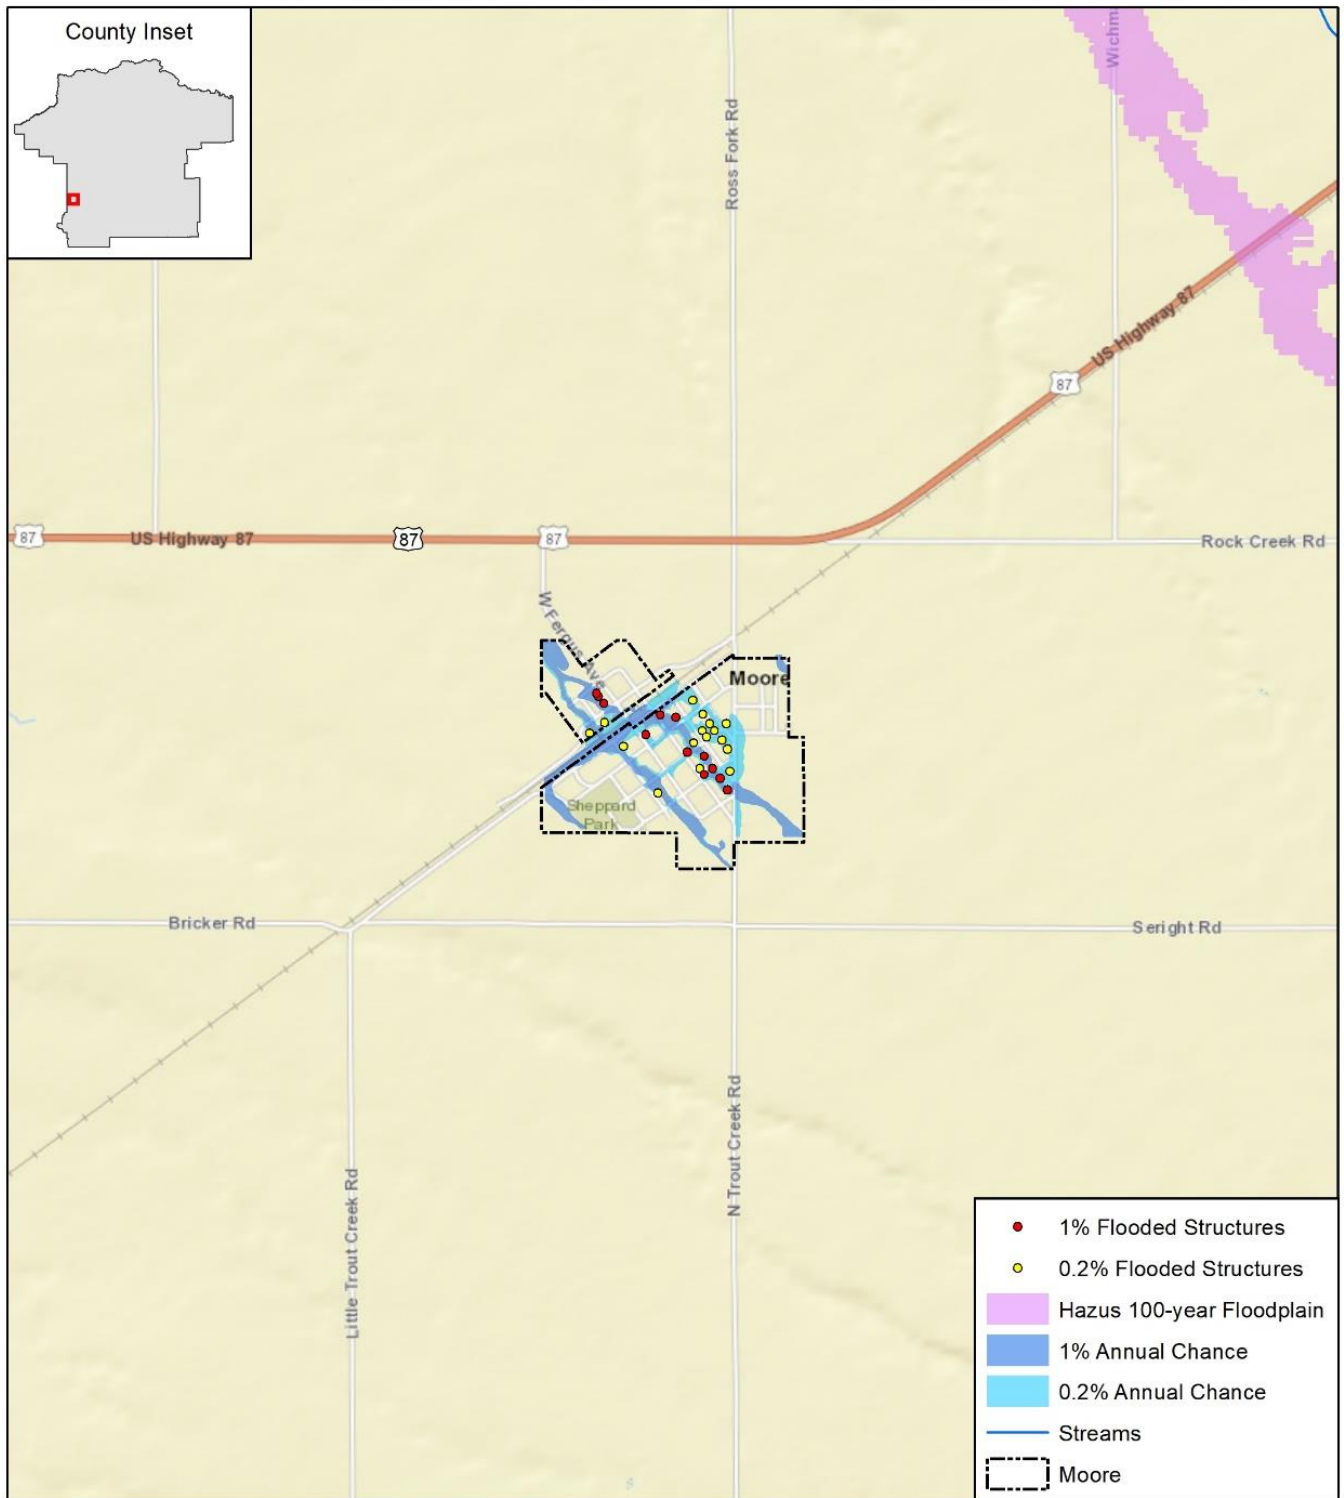 County Inset
Wichm
Ross Fork Rd
US Highway 87
87
87
US Highway 87
87
87
Rock Creek Rd
W Fergus Ave
Moore
Sheppard
Park
Bricker Rd
Seright Rd
Little Trout Creek Rd
N Trout Creek Rd
1% Flooded Structures
0.2% Flooded Structures
Hazus 100-year Floodplain
1% Annual Chance
0.2% Annual Chance
Streams
Moore